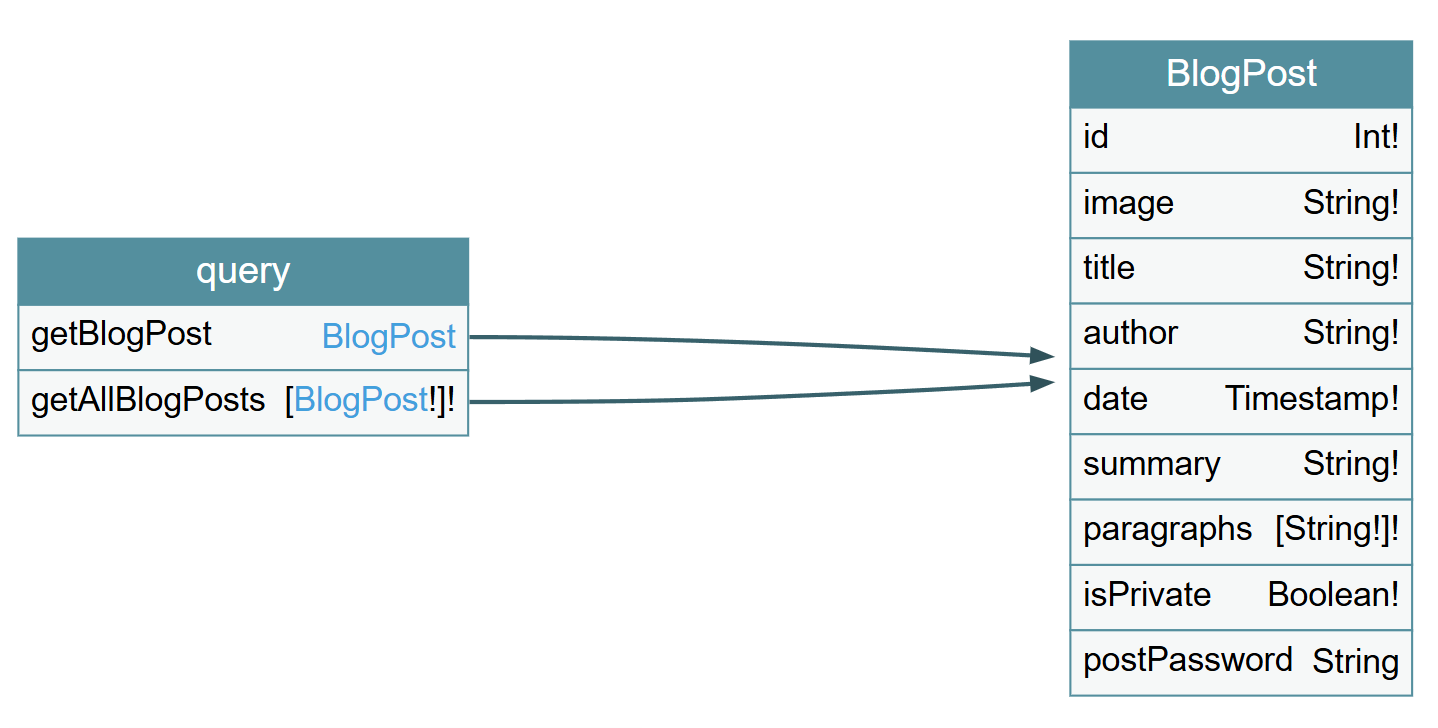 query
getBlogPost BlogPost
getAllBlogPosts [BlogPost!]!
BlogPost
id Int!
image String!
title String!
author String!
date Timestamp!
summary String!
paragraphs [String!]!
isPrivate Boolean!
postPassword String